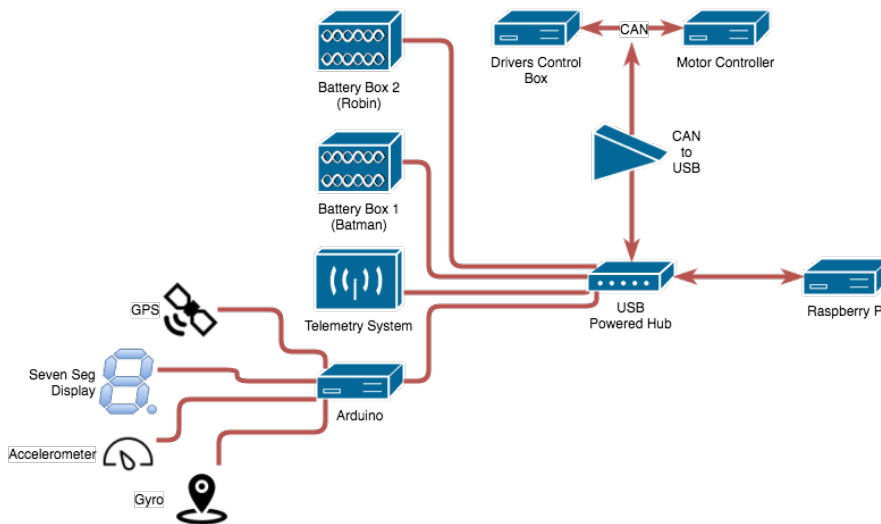 CAN
Drivers Control
Box
Motor Controller
Battery Box 2
(Robin)
CAN
to
USB
Battery Box 1
(Batman)
GPS
Telemetry System
USB
Powered Hub
Raspberry P
Seven Seg
Display
Arduino
Accelerometer
Gyro